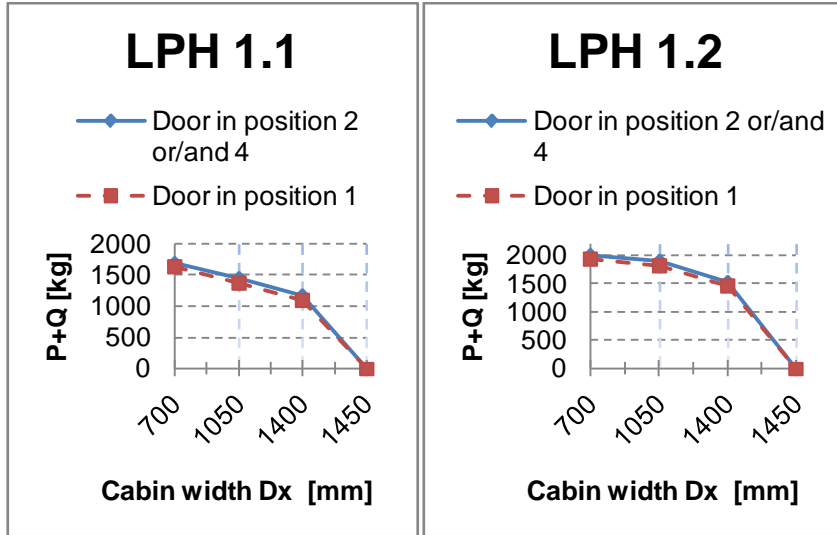 LPH 1.1
Door in position 2
or/and 4
Door in position 1
P+Q [kg]
2000
1500
1000
500
0
700
1050
1400
1450
Cabin width Dx [mm]
LPH 1.2
Door in position 2 or/and
4
Door in position 1
P+Q [kg]
2000
1500
1000
500
0
700
1050
1400
1450
Cabin width Dx [mm]